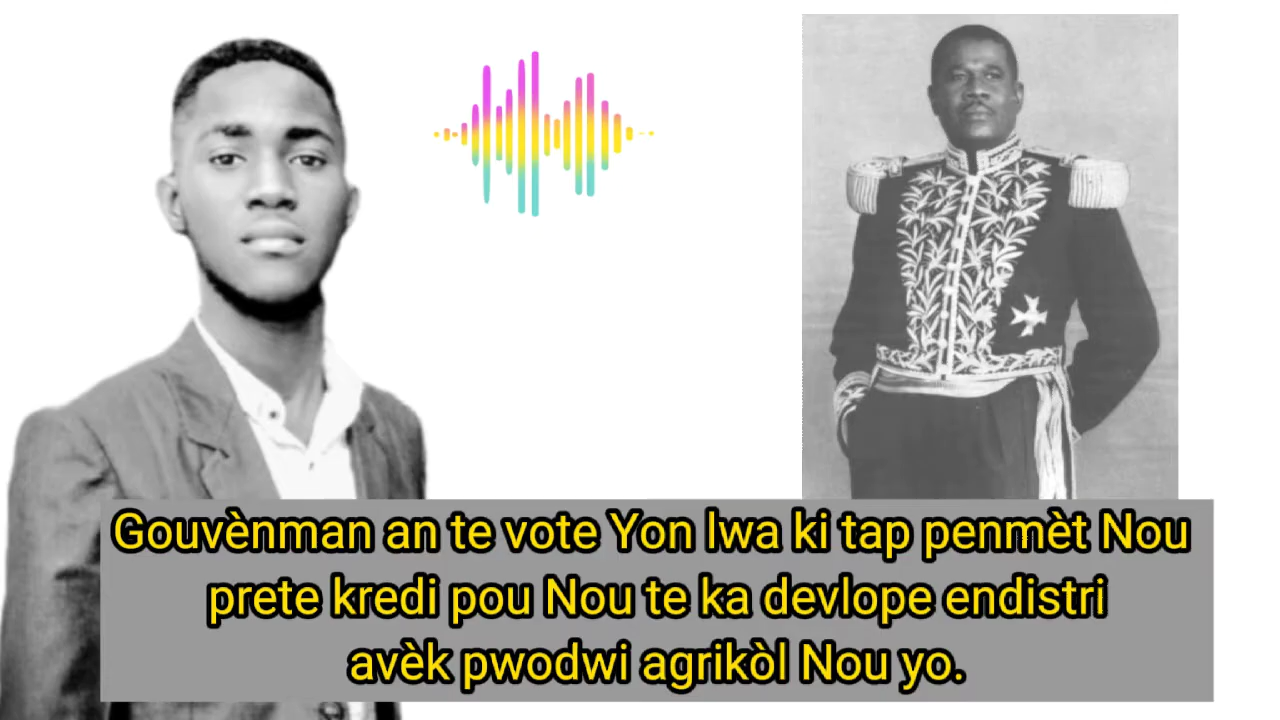 Gouvènman an te vote Yon lwa ki tap penmèt Nou
prete kredi pou Nou te ka devlope endistri
avèk pwodwi agrikòl Nou yo.